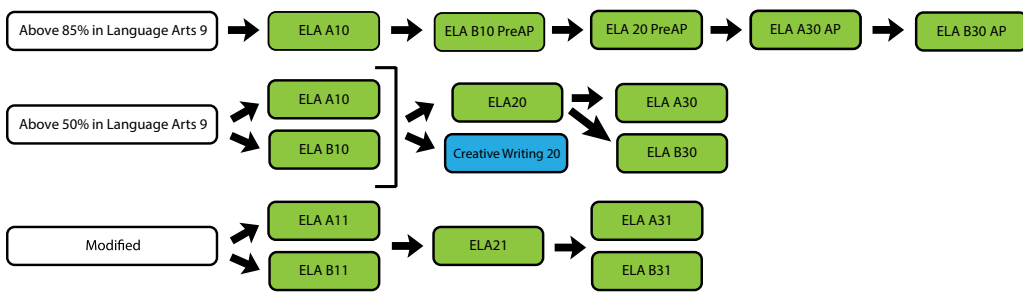 Above 85% in Language Arts 9
ELA A10
ELA B10 PreAP
ELA 20 PreAP
ELA A30 AP
ELA B30 AP
Above 50% in Language Arts 9
ELA A10
ELA B10
ELA20
Creative Writing 20
ELA A30
ELA B30
Modified
ELA A11
ELA B11
ELA21
ELA A31
ELA B31